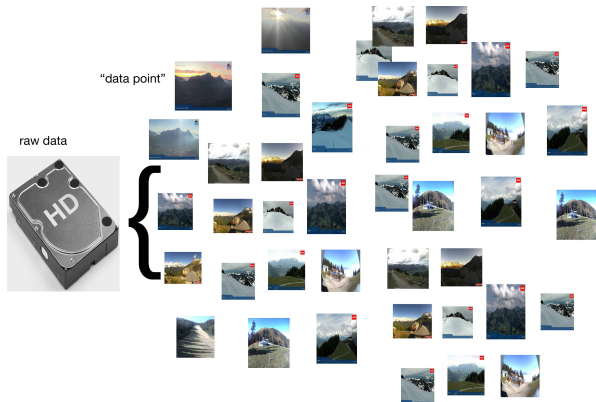 “data point”
raw data
HD